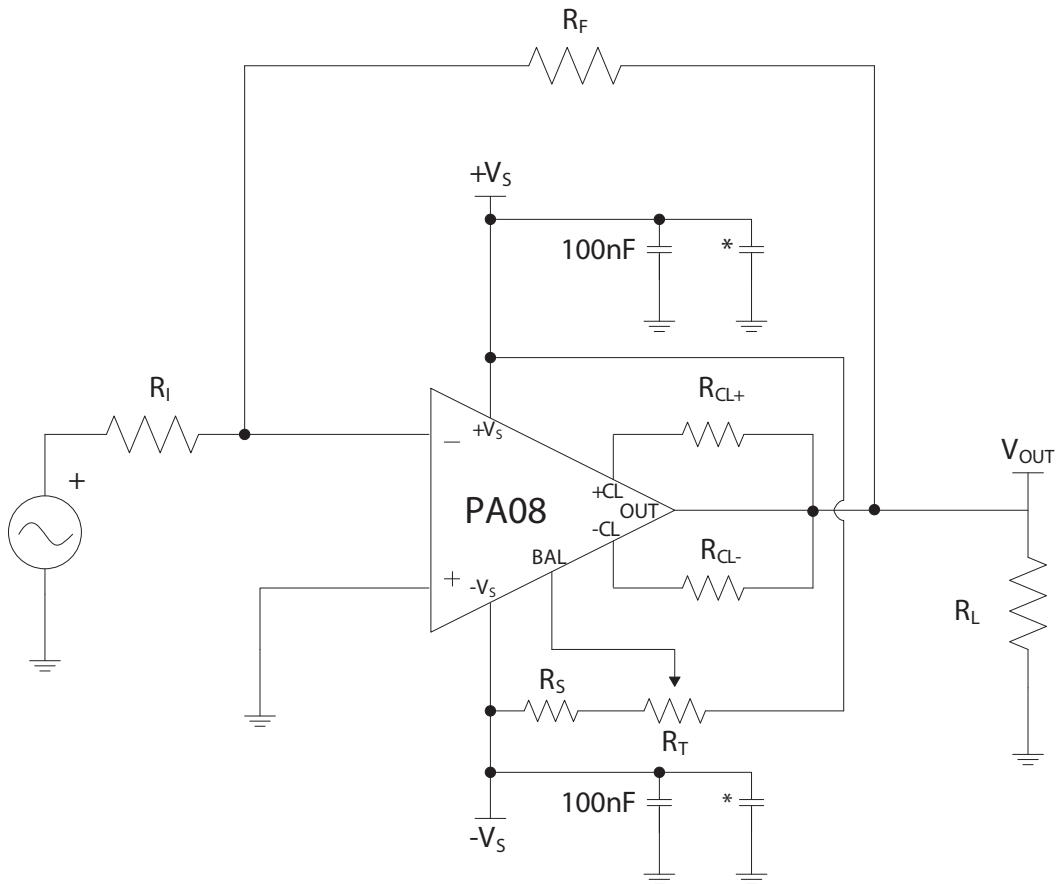 R_F
+V_S
100nF
*
R_I
R_CL+
+V_S
−
V_OUT
+
+CL
PA08
OUT
-CL
BAL
R_CL-
+
-V_S
R_L
R_S
R_T
100nF
*
-V_S